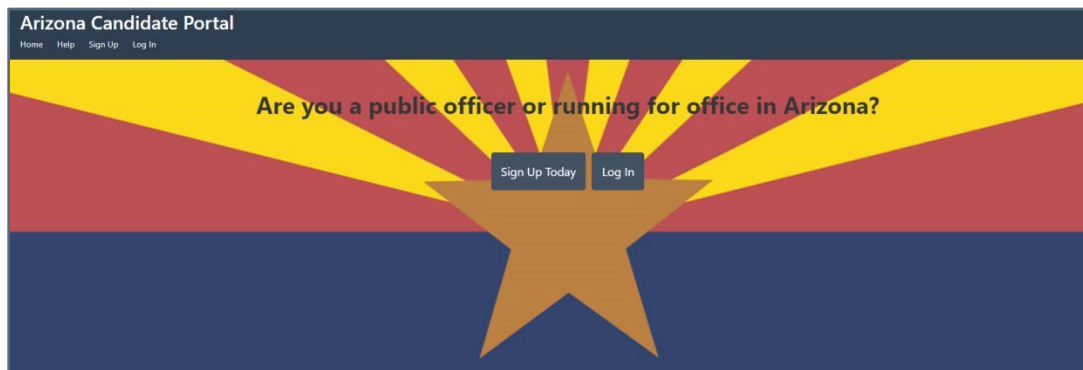 Arizona Candidate Portal
Home Help Sign Up Log In
Are you a public officer or running for office in Arizona?
Sign Up Today Log In